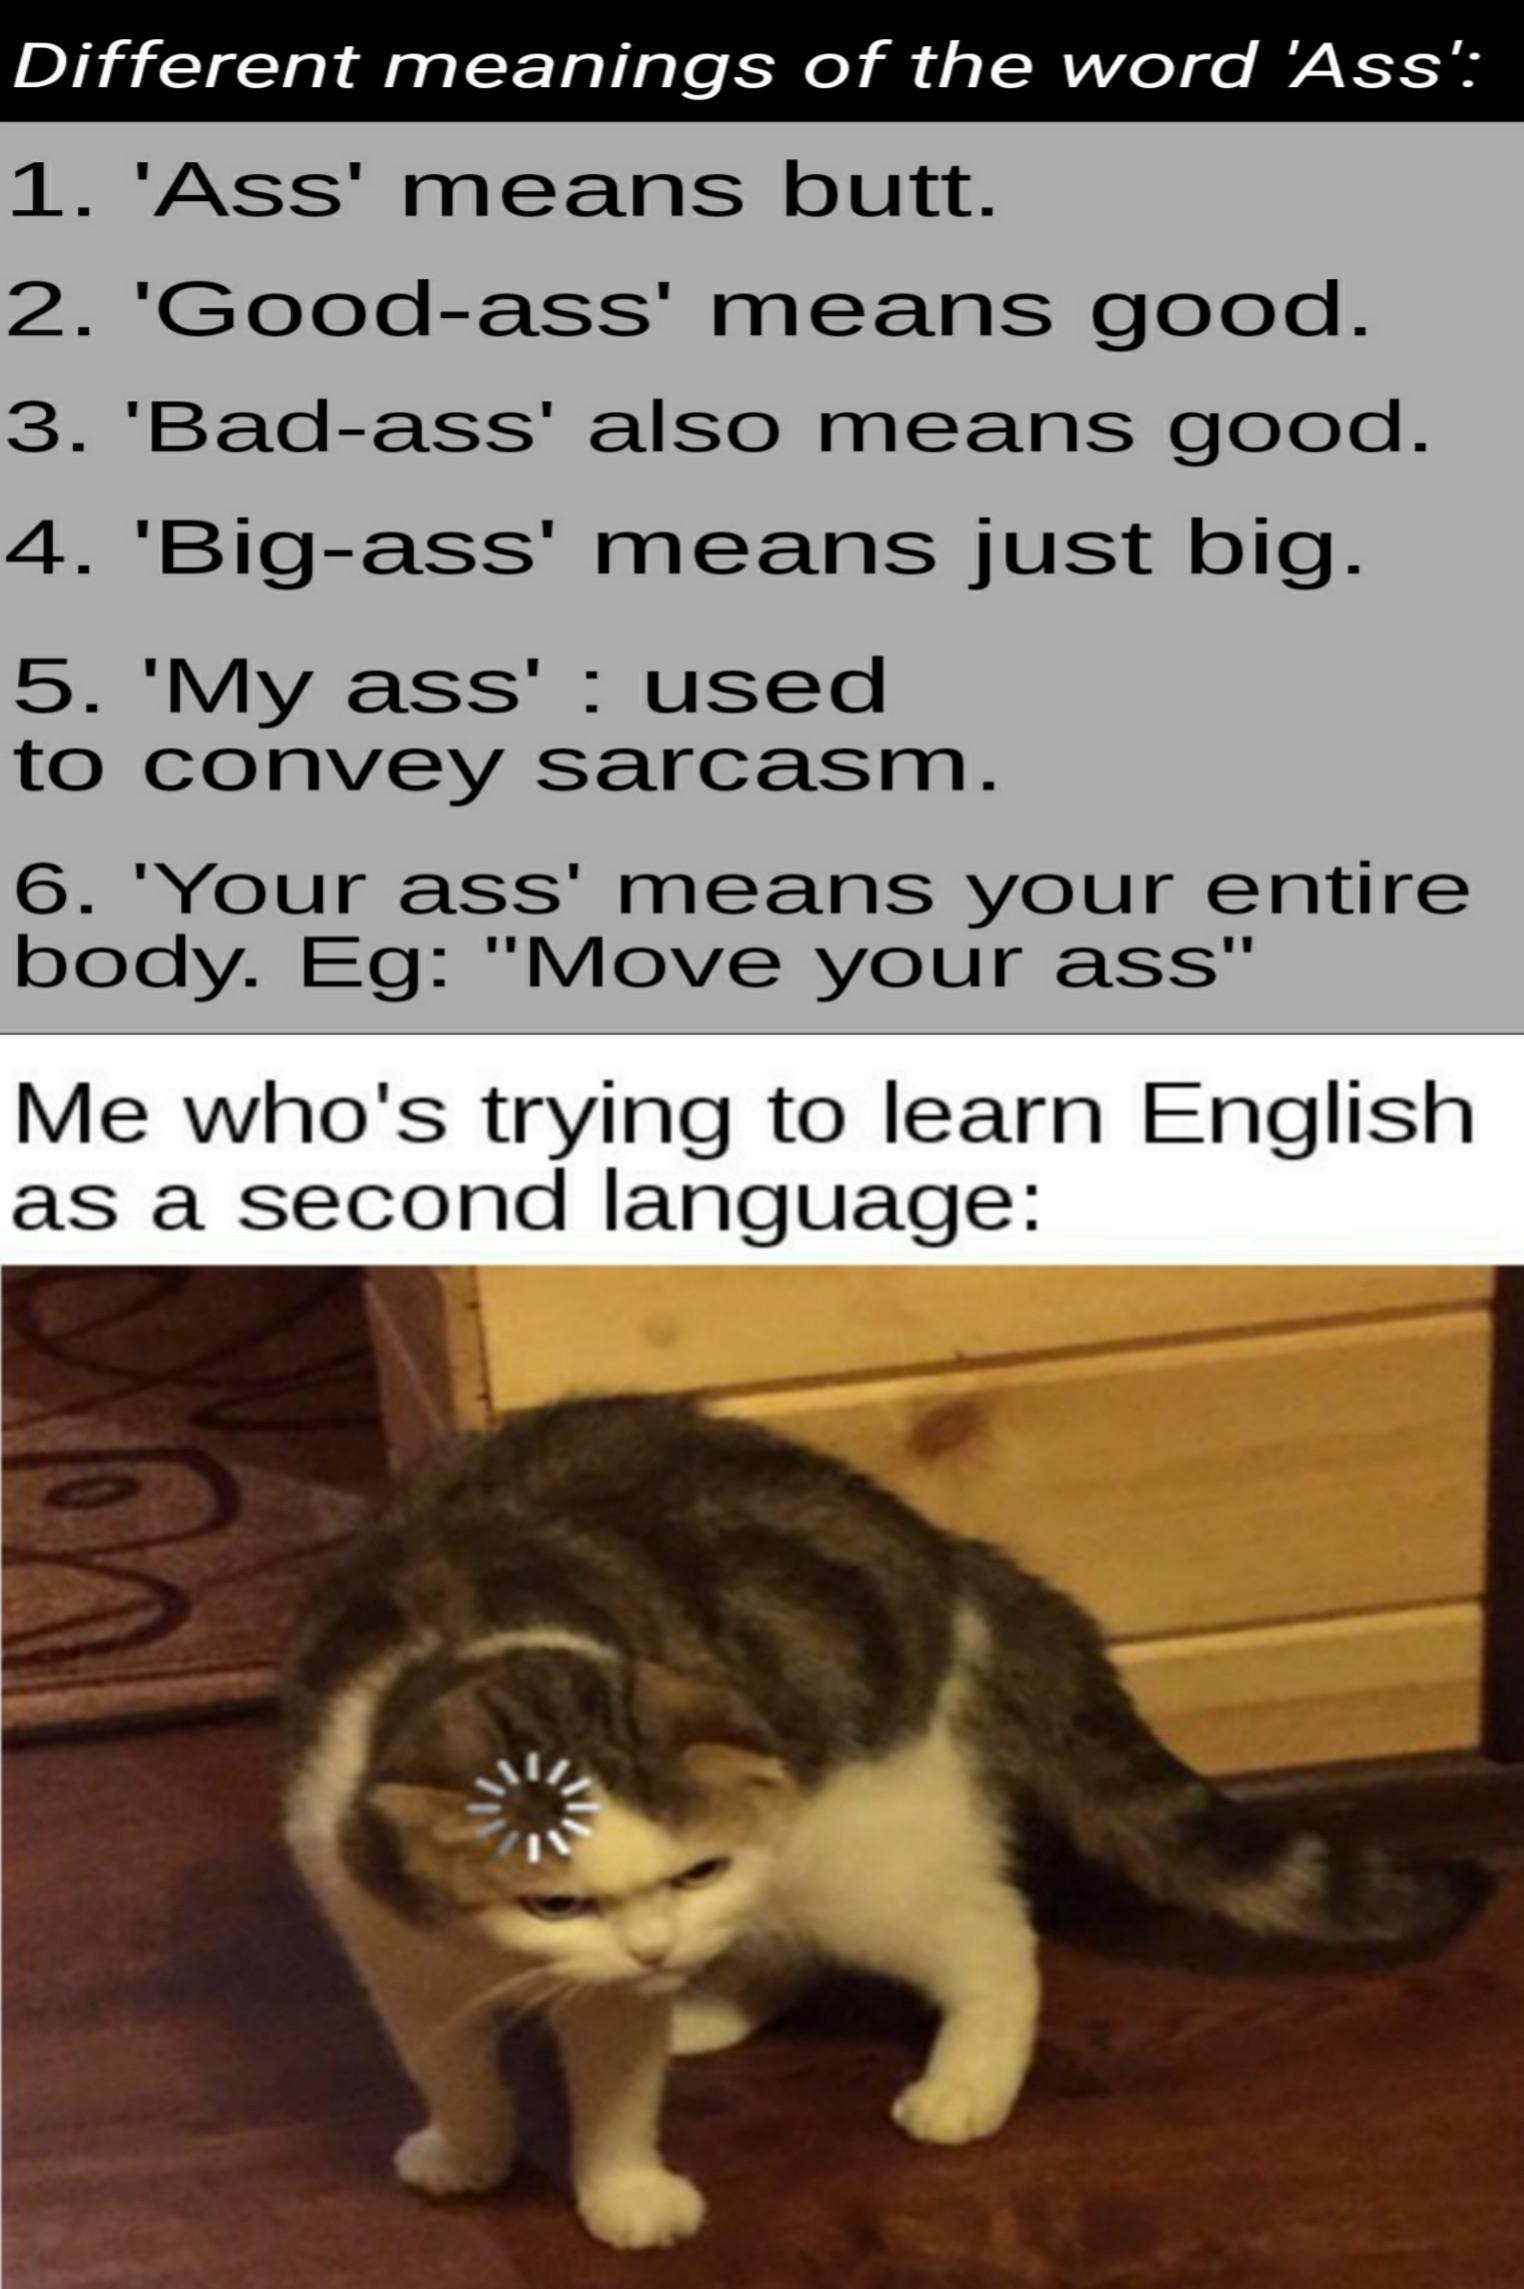 Different meanings of the word 'Ass':
1. 'Ass' means butt.
2. 'Good-ass' means good.
3. 'Bad-ass' also means good.
4. 'Big-ass' means just big.
5. 'My ass' : used
to convey sarcasm.
6. 'Your ass' means your entire
body. Eg: "Move your ass"
Me who's trying to learn English
as a second language: